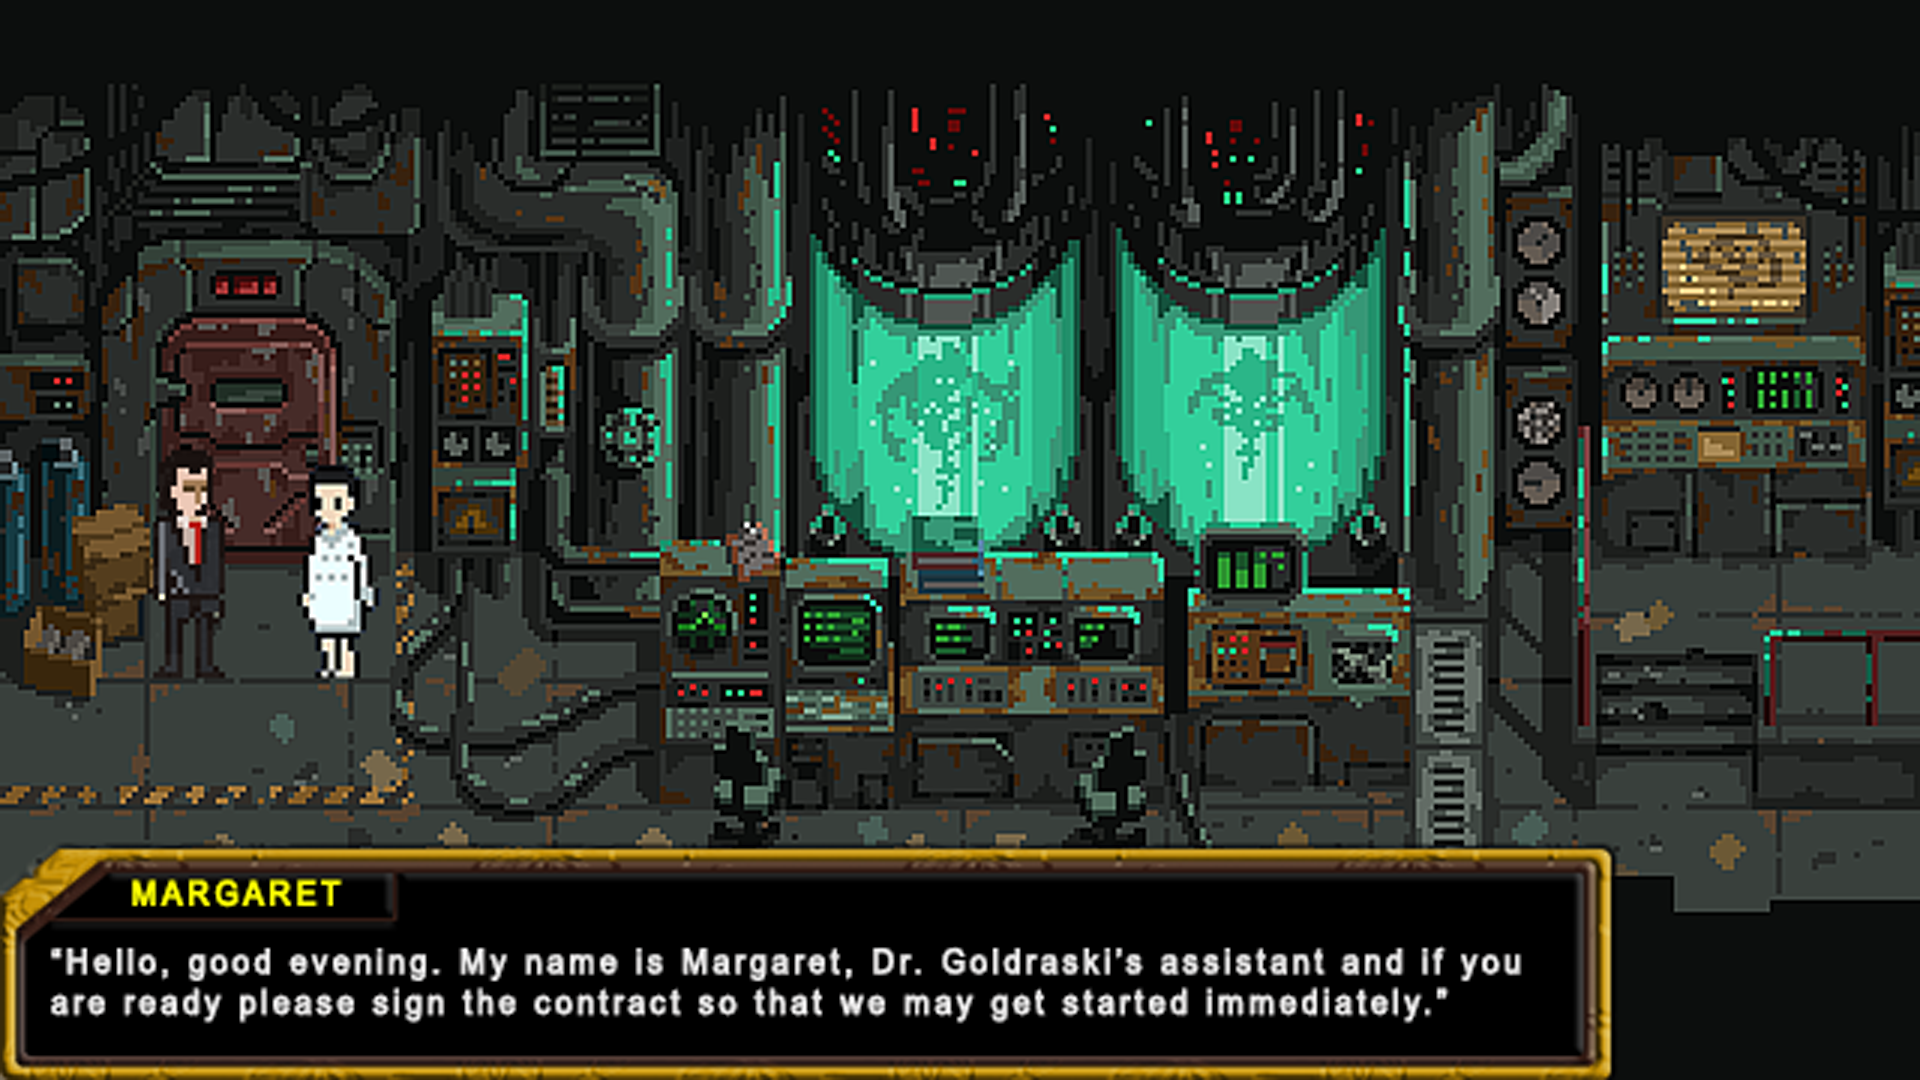 MARGARET
“Hello, good evening. My name is Margaret, Dr. Goldraski's assistant and if you
are ready please sign the contract so that we may get started immediately.”